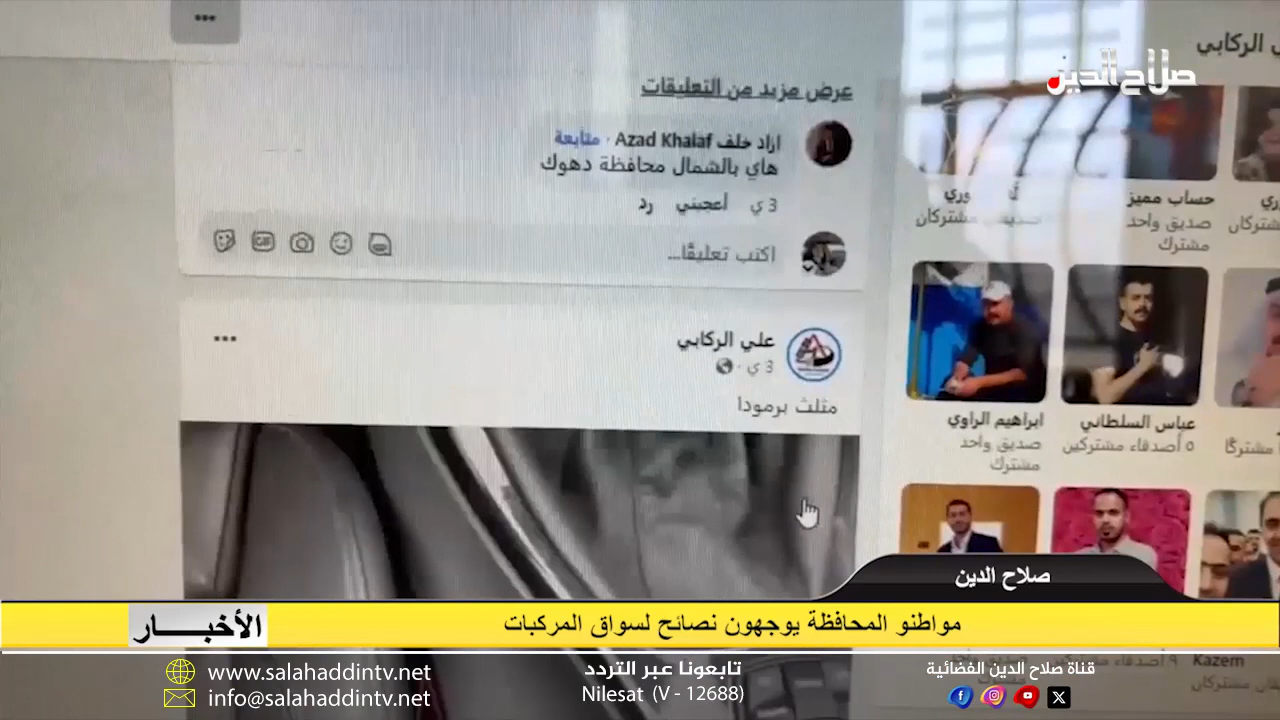 صلاح الدين
الركابي
عرض مزيد من التعليقات
ازاد خلف Azad Khalaf · متابعة
هاي بالشمال محافظة دهوك
3 ي أعجبني رد
اكتب تعليقًا...
GIF
علي الركابي
3 ي ·
مثلث برمودا
حساب مميز
صديق واحد
مشترك
عباس السلطاني
٥ أصدقاء مشتركين
ابراهيم الراوي
صديق واحد
مشترك
Kazem
صلاح الدين
مواطنو المحافظة يوجهون نصائح لسواق المركبات
الأخبـــار
قناة صلاح الدين الفضائية
تابعونا عبر التردد
Nilesat (V - 12688)
www.salahaddintv.net
info@salahaddintv.net